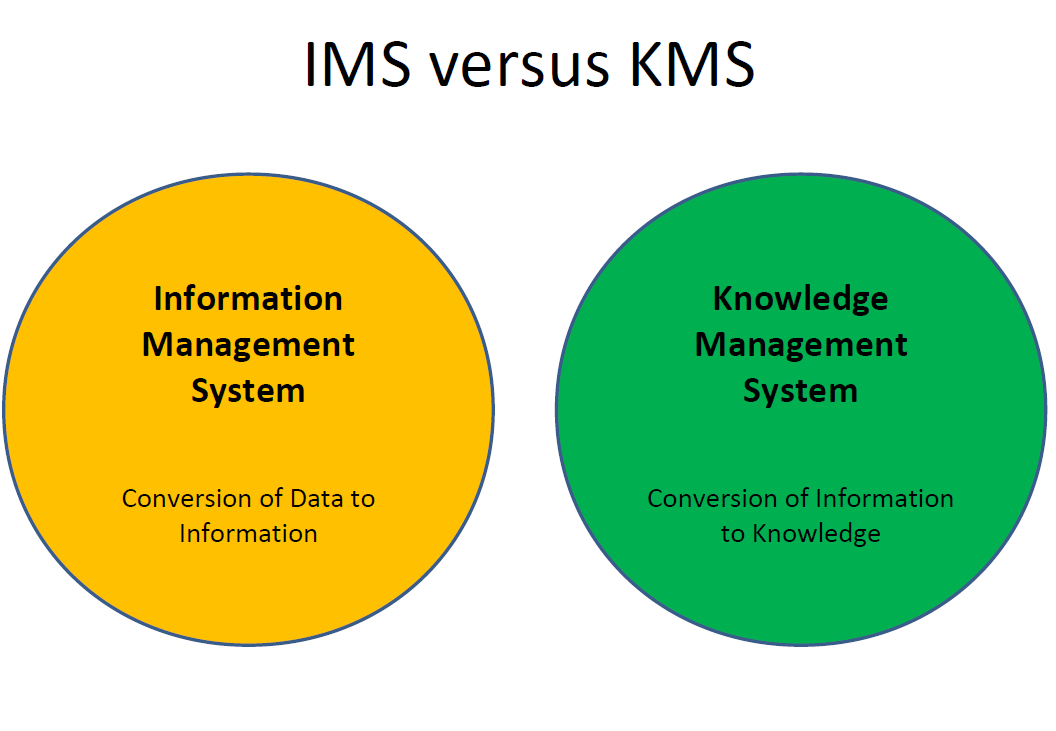 IMS versus KMS
Information
Management
System
Conversion of Data to
Information
Knowledge
Management
System
Conversion of Information
to Knowledge